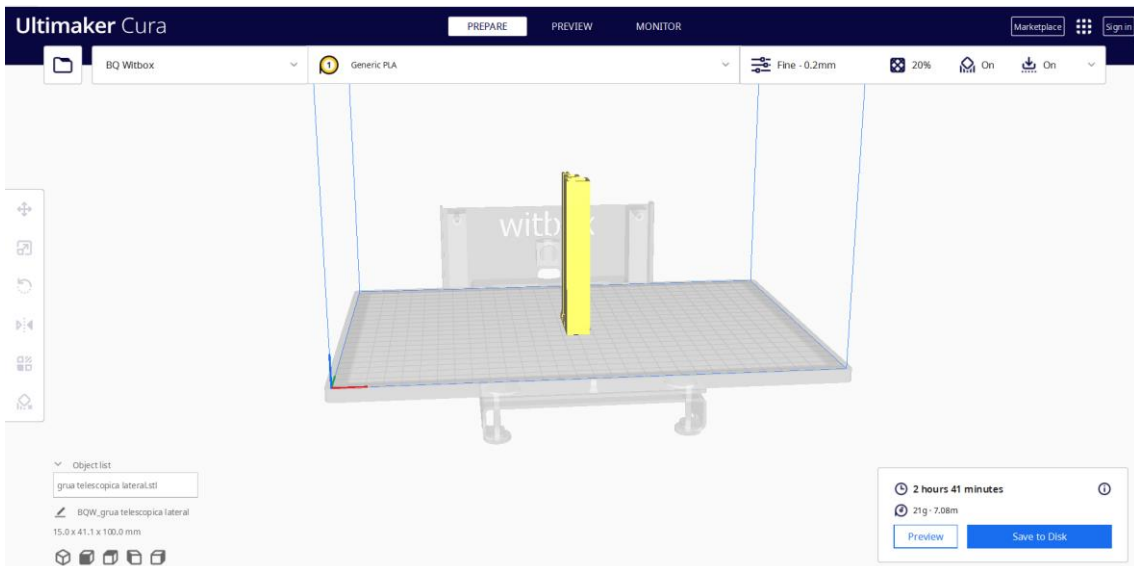 Ultimaker Cura
PREPARE
PREVIEW
MONITOR
Marketplace
Sign in
BQ Witbox
1
Generic PLA
Fine - 0.2mm
20%
On
On
witbox
Object list
grua telescopica lateral.stl
BQW_grua telescopica lateral
15.0 x 41.1 x 100.0 mm
2 hours 41 minutes
21g · 7.08m
Preview
Save to Disk